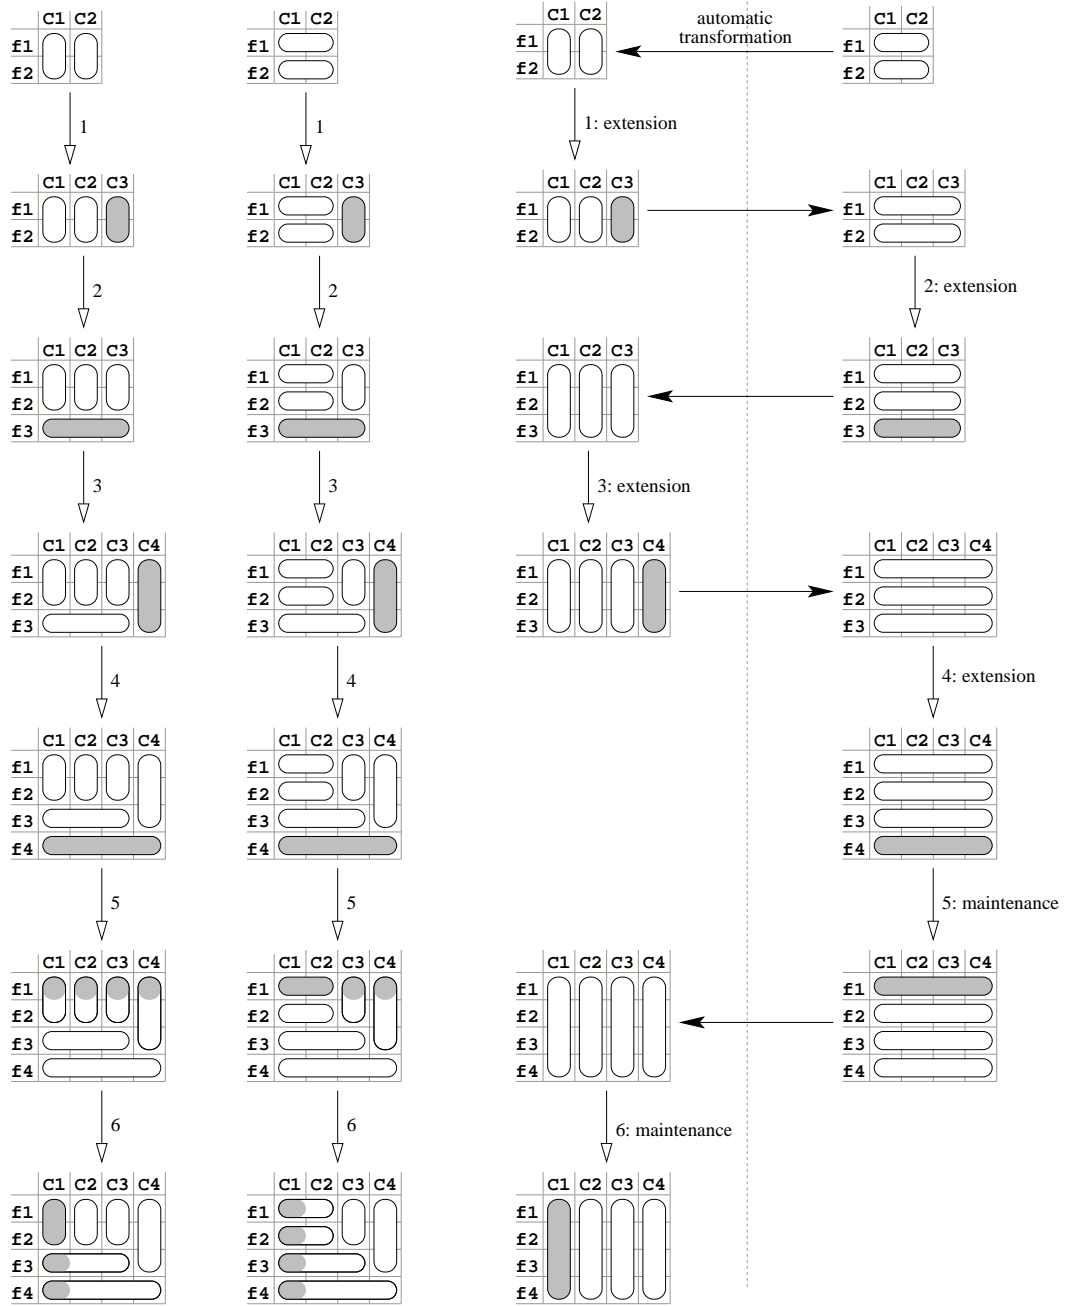 C1 C2 C1 C2 C1 C2 automatic transformation C1 C2
f1 f1 f1 f1
f2 f2 f2 f2
1 1 1: extension
C1 C2 C3 C1 C2 C3 C1 C2 C3 C1 C2 C3
f1 f1 f1 f1
f2 f2 f2 f2
2 2 2: extension
C1 C2 C3 C1 C2 C3 C1 C2 C3 C1 C2 C3
f1 f1 f1 f1
f2 f2 f2 f2
f3 f3 f3 f3
3 3 3: extension
C1 C2 C3 C4 C1 C2 C3 C4 C1 C2 C3 C4 C1 C2 C3 C4
f1 f1 f1 f1
f2 f2 f2 f2
f3 f3 f3 f3
4 4 4: extension
C1 C2 C3 C4 C1 C2 C3 C4 C1 C2 C3 C4
f1 f1 f1
f2 f2 f2
f3 f3 f3
f4 f4 f4
5 5 5: maintenance
C1 C2 C3 C4 C1 C2 C3 C4 C1 C2 C3 C4 C1 C2 C3 C4
f1 f1 f1 f1
f2 f2 f2 f2
f3 f3 f3 f3
f4 f4 f4 f4
6 6 6: maintenance
C1 C2 C3 C4 C1 C2 C3 C4 C1 C2 C3 C4
f1 f1 f1
f2 f2 f2
f3 f3 f3
f4 f4 f4